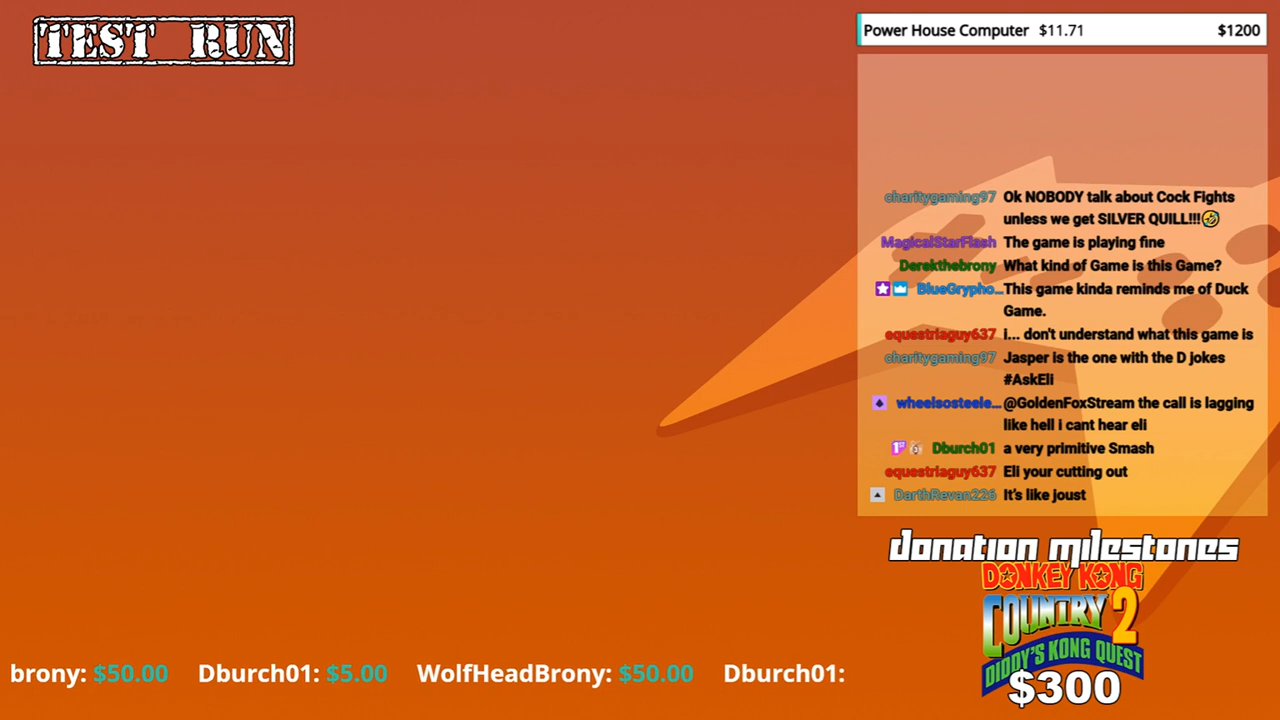 TEST RUN
Power House Computer $11.71 $1200
charitygaming97 Ok NOBODY talk about Cock Fights
unless we get SILVER QUILL!!!🤣
MagicalStarFlash The game is playing fine
Derekthebrony What kind of Game is this Game?
BlueGrypho... This game kinda reminds me of Duck
Game.
equestriaguy637 i... don't understand what this game is
charitygaming97 Jasper is the one with the D jokes
#AskEli
wheelsosteele... @GoldenFoxStream the call is lagging
like hell i cant hear eli
Dburch01 a very primitive Smash
equestriaguy637 Eli your cutting out
DarthRevan226 It's like joust
donation milestones
DONKEY KONG
COUNTRY 2
DIDDY'S KONG QUEST
$300
brony: $50.00 Dburch01: $5.00 WolfHeadBrony: $50.00 Dburch01: